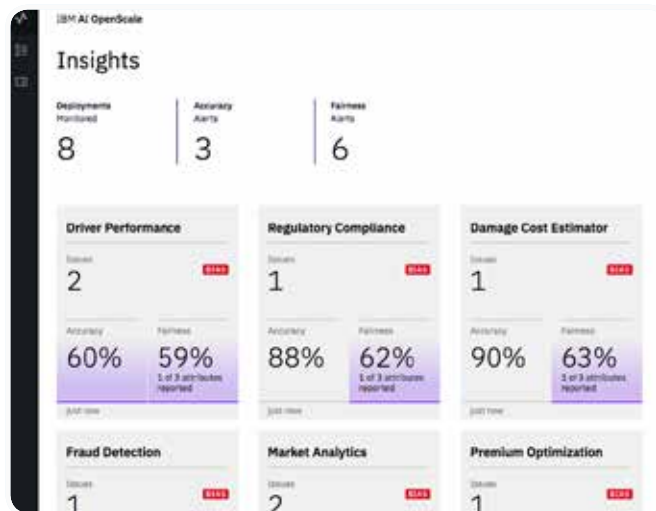 IBM AI OpenScale
Insights
Deployments
Monitored
8
Accuracy
Alerts
3
Fairness
Alerts
6
Driver Performance
Issues
2
BIAS
Accuracy
60%
Fairness
59%
1 of 3 attributes
reported
just now
Regulatory Compliance
Issues
1
BIAS
Accuracy
88%
Fairness
62%
1 of 3 attributes
reported
just now
Damage Cost Estimator
Issues
1
BIAS
Accuracy
90%
Fairness
63%
1 of 3 attributes
reported
just now
Fraud Detection
Issues
1
BIAS
Market Analytics
Issues
2
BIAS
Premium Optimization
Issues
1
BIAS